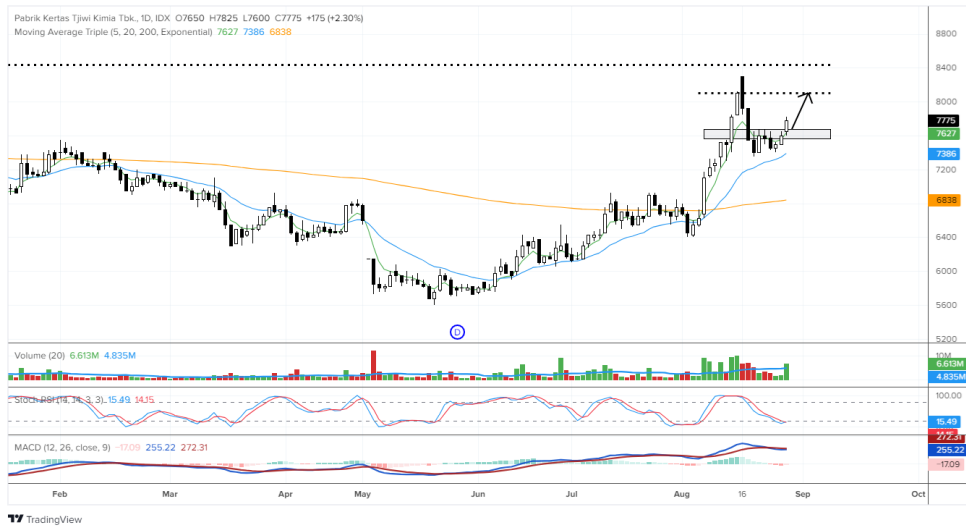 Pabrik Kertas Tjiwi Kimia Tbk., 1D, IDX O7650 H7825 L7600 C7775 +175 (+2.30%)
Moving Average Triple (5, 20, 200, Exponential) 7627 7386 6838
8800
8400
8000
7775
7627
7386
7200
6838
6400
6000
5600
5200
D
Volume (20) 6.613M 4.835M
10M
6.613M
4.835M
Stoch RSI (14, 14, 3, 3) 15.49 14.15
100.00
15.49
MACD (12, 26, close, 9) −17.09 255.22 272.31
272.31
255.22
−17.09
Feb Mar Apr May Jun Jul Aug 16 Sep Oct
TradingView